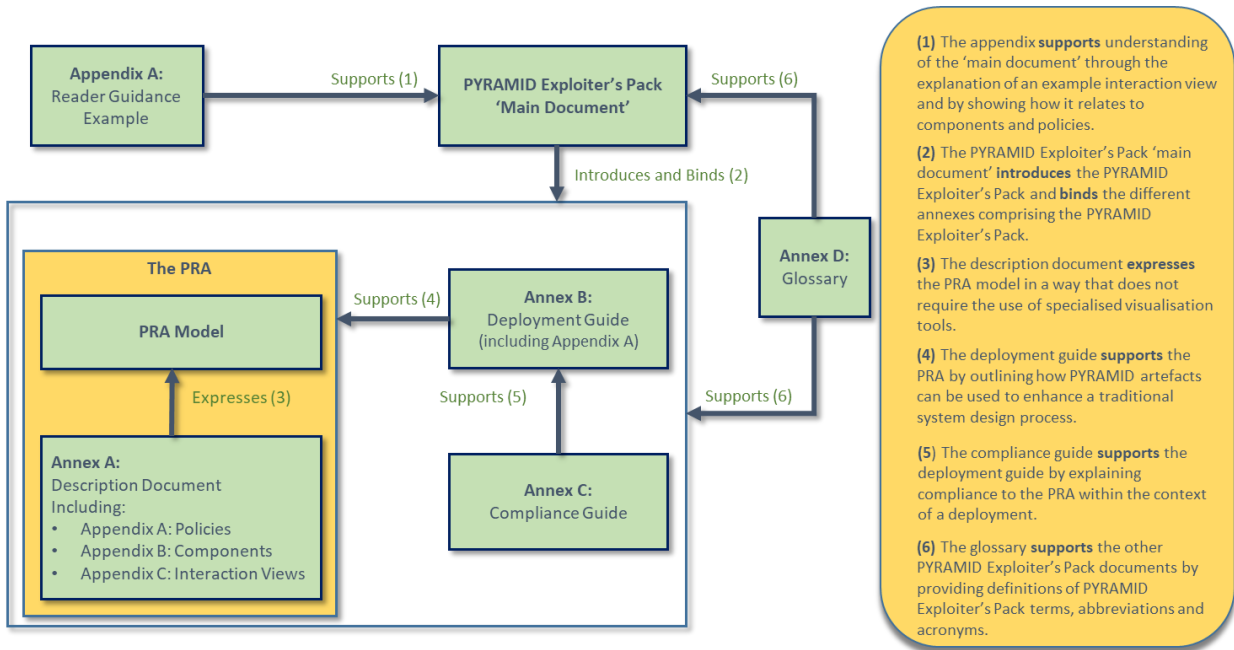 Appendix A:
Reader Guidance
Example
Supports (1)
PYRAMID Exploiter's Pack
'Main Document'
Supports (6)
Introduces and Binds (2)
Annex D:
Glossary
The PRA
PRA Model
Supports (4)
Annex B:
Deployment Guide
(including Appendix A)
Expresses (3)
Supports (5)
Supports (6)
Annex A:
Description Document
Including:
• Appendix A: Policies
• Appendix B: Components
• Appendix C: Interaction Views
Annex C:
Compliance Guide
(1) The appendix supports understanding
of the 'main document' through the
explanation of an example interaction view
and by showing how it relates to
components and policies.
(2) The PYRAMID Exploiter's Pack 'main
document' introduces the PYRAMID
Exploiter's Pack and binds the different
annexes comprising the PYRAMID
Exploiter's Pack.
(3) The description document expresses
the PRA model in a way that does not
require the use of specialised visualisation
tools.
(4) The deployment guide supports the
PRA by outlining how PYRAMID artefacts
can be used to enhance a traditional
system design process.
(5) The compliance guide supports the
deployment guide by explaining
compliance to the PRA within the context
of a deployment.
(6) The glossary supports the other
PYRAMID Exploiter's Pack documents by
providing definitions of PYRAMID
Exploiter's Pack terms, abbreviations and
acronyms.